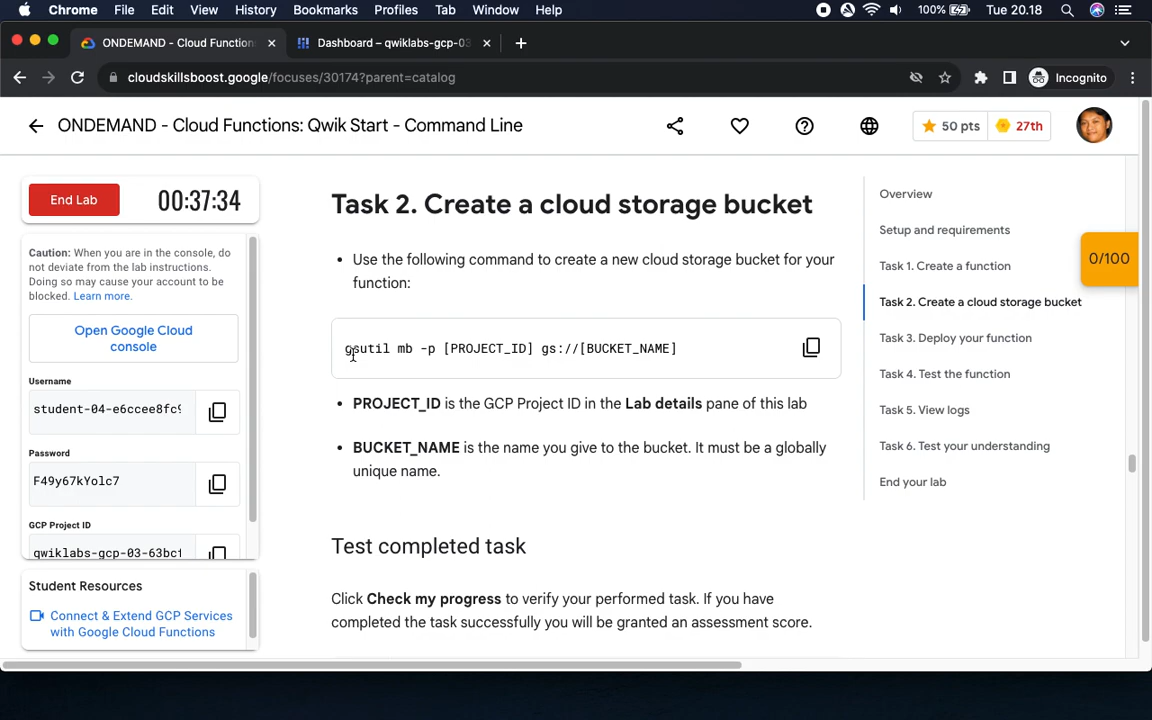 Chrome File Edit View History Bookmarks Profiles Tab Window Help 100% Tue 20.18
ONDEMAND - Cloud Function Dashboard – qwiklabs-gcp-03
cloudskillsboost.google/focuses/30174?parent=catalog Incognito
ONDEMAND - Cloud Functions: Qwik Start - Command Line 50 pts 27th
End Lab 00:37:34
Caution: When you are in the console, do
not deviate from the lab instructions.
Doing so may cause your account to be
blocked. Learn more.
Open Google Cloud
console
Username
student-04-e6ccee8fc9
Password
F49y67kYolc7
GCP Project ID
qwiklabs-gcp-03-63bcf
Student Resources
Connect & Extend GCP Services
with Google Cloud Functions
Task 2. Create a cloud storage bucket
• Use the following command to create a new cloud storage bucket for your
function:
gsutil mb -p [PROJECT_ID] gs://[BUCKET_NAME]
• PROJECT_ID is the GCP Project ID in the Lab details pane of this lab
• BUCKET_NAME is the name you give to the bucket. It must be a globally
unique name.
Test completed task
Click Check my progress to verify your performed task. If you have
completed the task successfully you will be granted an assessment score.
Overview
Setup and requirements
Task 1. Create a function
Task 2. Create a cloud storage bucket
Task 3. Deploy your function
Task 4. Test the function
Task 5. View logs
Task 6. Test your understanding
End your lab
0/100